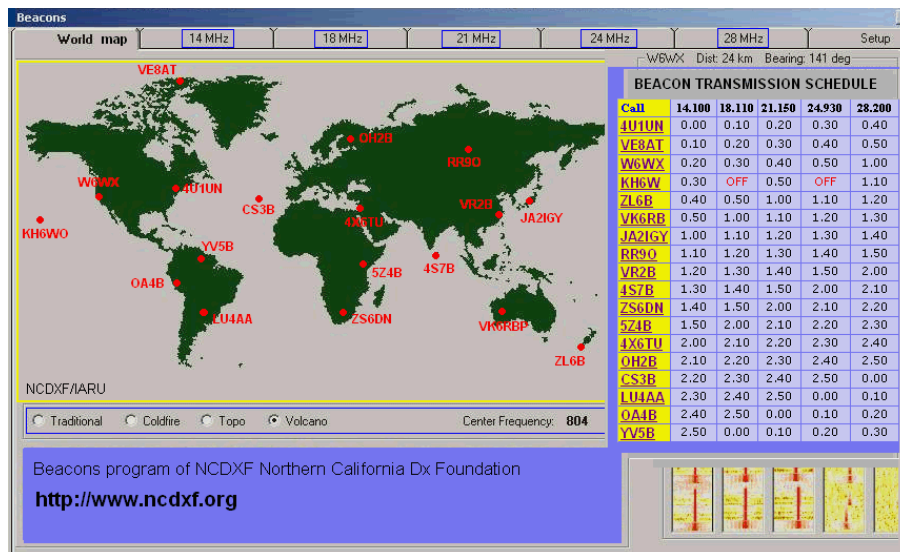 Beacons
World map 14 MHz 18 MHz 21 MHz 24 MHz 28 MHz Setup
W6WX Dist: 24 km Bearing: 141 deg
VE8AT
OH2B
RR9O
W6WX
4U1UN
CS3B
VR2B
4X6TU
JA2IGY
KH6WO
YV5B
5Z4B
4S7B
OA4B
LU4AA
ZS6DN
VK6RBP
ZL6B
NCDXF/IARU
BEACON TRANSMISSION SCHEDULE
Call 14.100 18.110 21.150 24.930 28.200
4U1UN 0.00 0.10 0.20 0.30 0.40
VE8AT 0.10 0.20 0.30 0.40 0.50
W6WX 0.20 0.30 0.40 0.50 1.00
KH6W 0.30 OFF 0.50 OFF 1.10
ZL6B 0.40 0.50 1.00 1.10 1.20
VK6RB 0.50 1.00 1.10 1.20 1.30
JA2IGY 1.00 1.10 1.20 1.30 1.40
RR9O 1.10 1.20 1.30 1.40 1.50
VR2B 1.20 1.30 1.40 1.50 2.00
4S7B 1.30 1.40 1.50 2.00 2.10
ZS6DN 1.40 1.50 2.00 2.10 2.20
5Z4B 1.50 2.00 2.10 2.20 2.30
4X6TU 2.00 2.10 2.20 2.30 2.40
OH2B 2.10 2.20 2.30 2.40 2.50
CS3B 2.20 2.30 2.40 2.50 0.00
LU4AA 2.30 2.40 2.50 0.00 0.10
OA4B 2.40 2.50 0.00 0.10 0.20
YV5B 2.50 0.00 0.10 0.20 0.30
Traditional Coldfire Topo Volcano Center Frequency: 804
Beacons program of NCDXF Northern California Dx Foundation
http://www.ncdxf.org